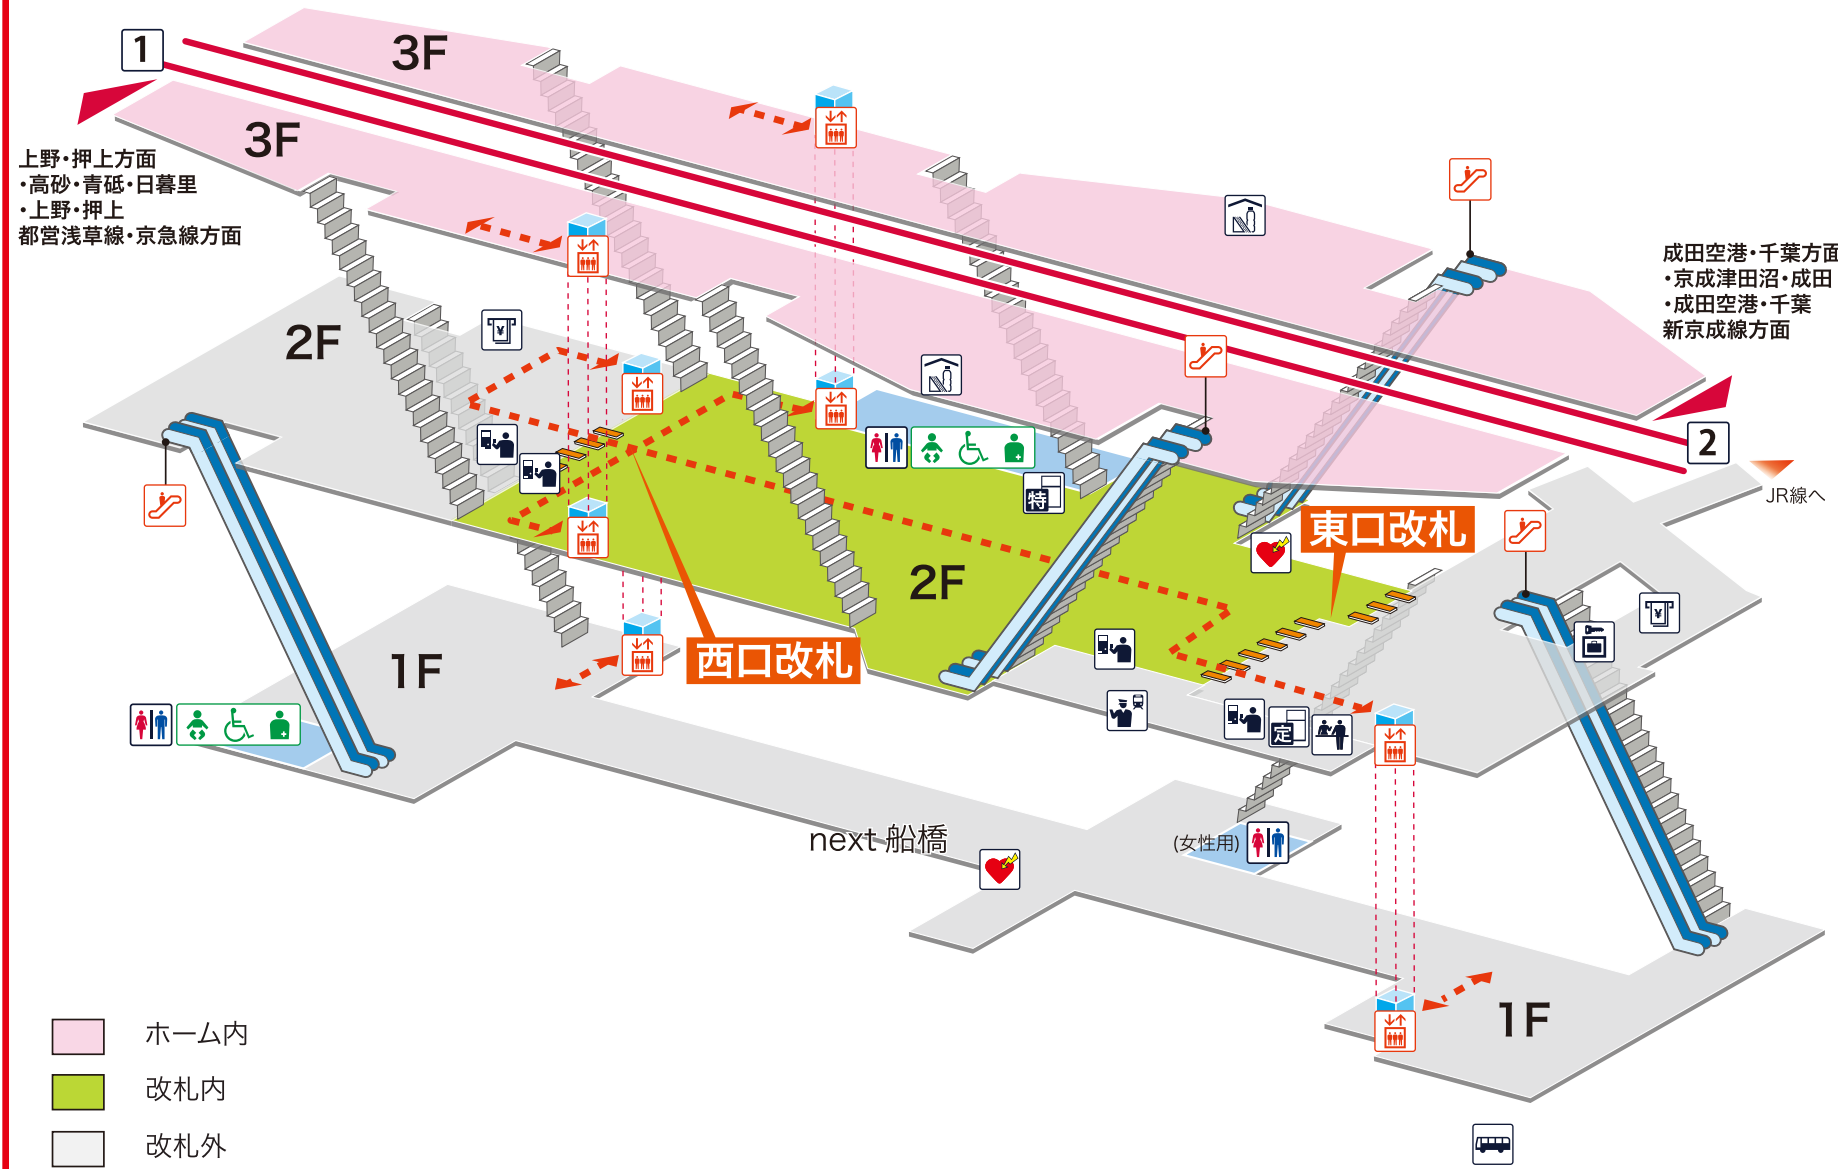 1
3F
3F
上野・押上方面
・高砂・青砥・日暮里
・上野・押上
都営浅草線・京急線方面
成田空港・千葉方面
・京成津田沼・成田
・成田空港・千葉
新京成線方面
2F
¥
2
JR線へ
特
東口改札
2F
西口改札
1F
¥
定
next 船橋
(女性用)
1F
ホーム内
改札内
改札外